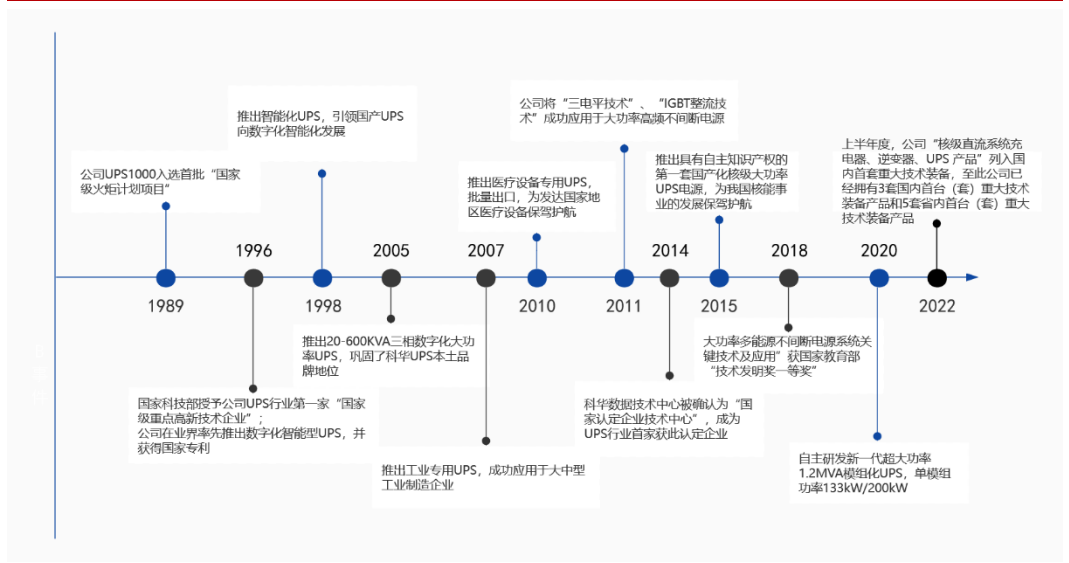 公司将“三电平技术”、“IGBT整流技
术”成功应用于大功率高频不间断电源
推出智能化UPS，引领国产UPS
向数字化智能化发展
上半年度，公司“核级直流系统充
电器、逆变器、UPS 产品”列入国
内首套重大技术装备，至此公司已
经拥有3套国内首台（套）重大技术
装备产品和5套省内首台（套）重大
技术装备产品
公司UPS1000入选首批“国家
级火炬计划项目”
推出医疗设备专用UPS，
批量出口，为发达国家地
区医疗设备保驾护航
推出具有自主知识产权的
第一套国产化核级大功率
UPS电源，为我国核能事
业的发展保驾护航
1996
2005
2007
2014
2018
2020
1989
1998
2010
2011
2015
2022
推出20-600KVA三相数字化大功
率UPS，巩固了科华UPS本土品
牌地位
大功率多能源不间断电源系统关
键技术及应用”获国家教育部
“技术发明奖一等奖”
国家科技部授予公司UPS行业第一家“国家
级重点高新技术企业”；
公司在业界率先推出数字化智能型UPS，并
获得国家专利
科华数据技术中心被确认为“国
家认定企业技术中心”，成为
UPS行业首家获此认定企业
推出工业专用UPS，成功应用于大中型
工业制造企业
自主研发新一代超大功率
1.2MVA模组化UPS，单模组
功率133kW/200kW